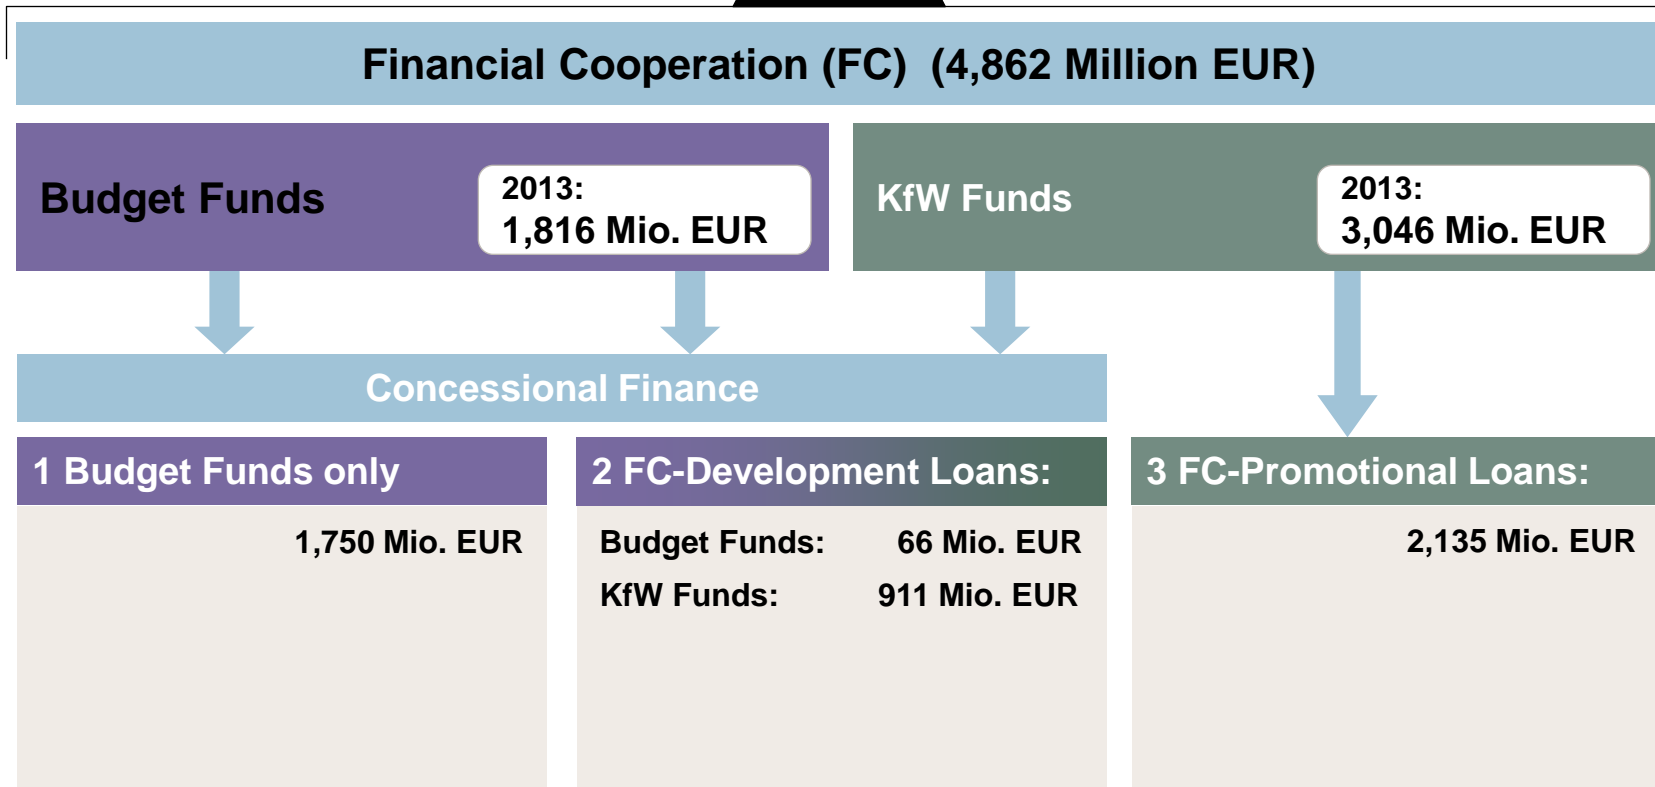 Financial Cooperation (FC)  (4,862 Million EUR)
Budget Funds
2013:
1,816 Mio. EUR
KfW Funds
2013:
3,046 Mio. EUR
Concessional Finance
1 Budget Funds only
1,750 Mio. EUR
2 FC-Development Loans:
Budget Funds: 66 Mio. EUR
KfW Funds: 911 Mio. EUR
3 FC-Promotional Loans:
2,135 Mio. EUR